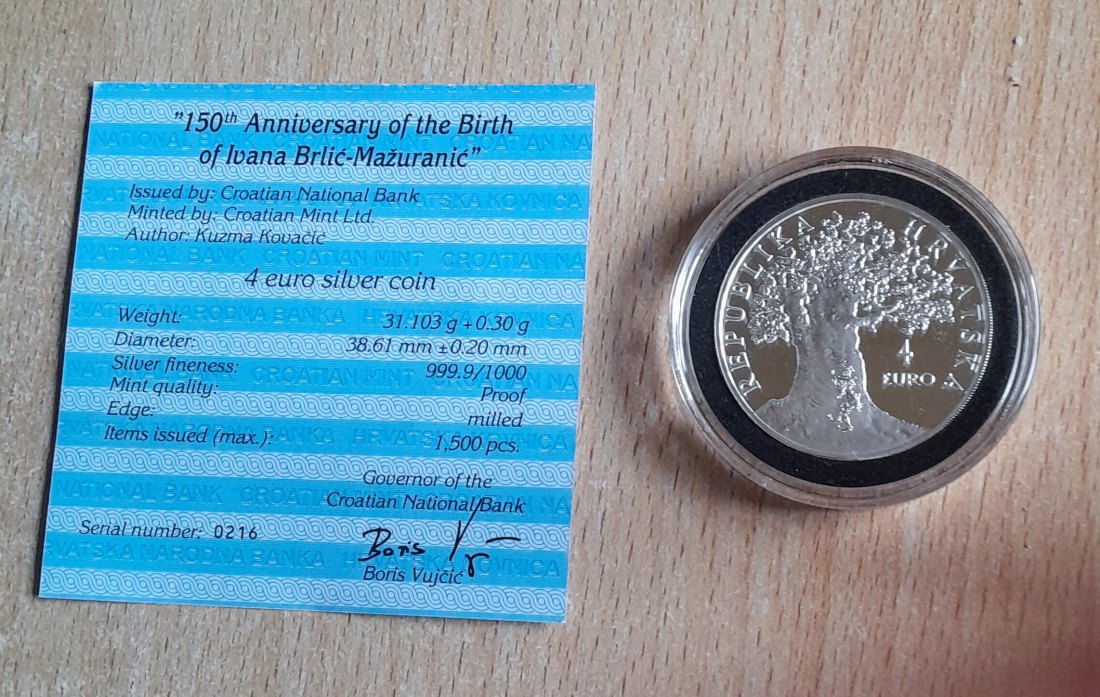 "150th Anniversary of the Birth
of Ivana Brlić-Mažuranić"
Issued by: Croatian National Bank
Minted by: Croatian Mint Ltd.
Author: Kuzma Kovačić
4 euro silver coin
Weight: 31.103 g +0.30 g
Diameter: 38.61 mm ±0.20 mm
Silver fineness: 999.9/1000
Mint quality: Proof
Edge: milled
Items issued (max.): 1,500 pcs.
Governor of the
Croatian National Bank
Serial number: 0216
Boris
Boris Vujčić
REPUBLIKA HRVATSKA
4
EURO